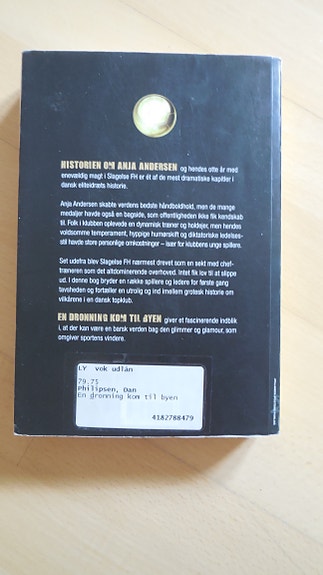 HISTORIEN OM ANJA ANDERSEN og hendes otte år med
enevældig magt i Slagelse FH er ét af de mest dramatiske kapitler i
dansk eliteidræts historie.
Anja Andersen skabte verdens bedste håndboldhold, men de mange
medaljer havde også en bagside, som offentligheden ikke fik kendskab
til. Folk i klubben oplevede en dynamisk træner og holdejer, men hendes
voldsomme temperament, hyppige humørskift og diktatoriske ledelses-
stil havde store personlige omkostninger – især for klubbens unge spillere.
Set udefra blev Slagelse FH nærmest drevet som en sekt med chef-
træneren som det altdominerende overhoved. Intet fik lov til at slippe
ud. I denne bog bryder en række spillere og ledere for første gang
tavsheden og fortæller en utrolig og ind imellem grotesk historie om
vilkårene i en dansk topklub.
EN DRONNING KOM TIL BYEN giver et fascinerende indblik
i, at der kan være en barsk verden bag den glimmer og glamour, som
omgiver sportens vindere.
LY vok udlån
79.75
Philipsen, Dan
En dronning kom til byen
4182788479